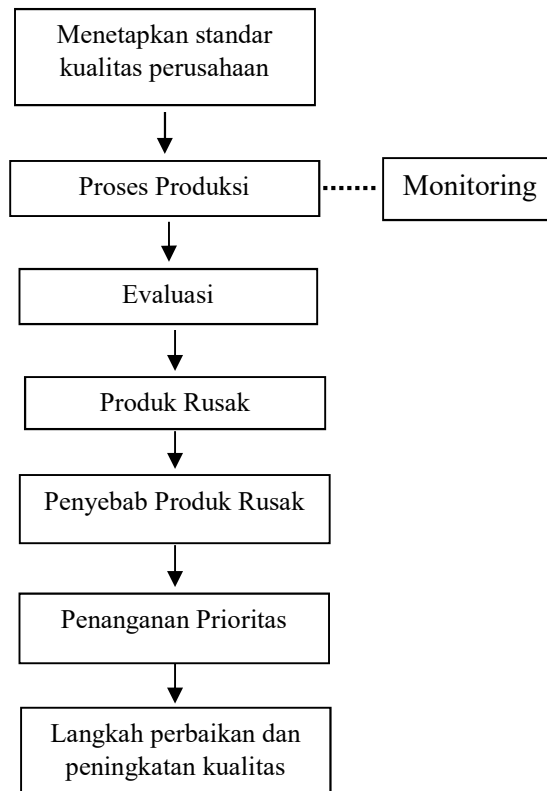 Menetapkan standar
kualitas perusahaan
Proses Produksi
Monitoring
Evaluasi
Produk Rusak
Penyebab Produk Rusak
Penanganan Prioritas
Langkah perbaikan dan
peningkatan kualitas